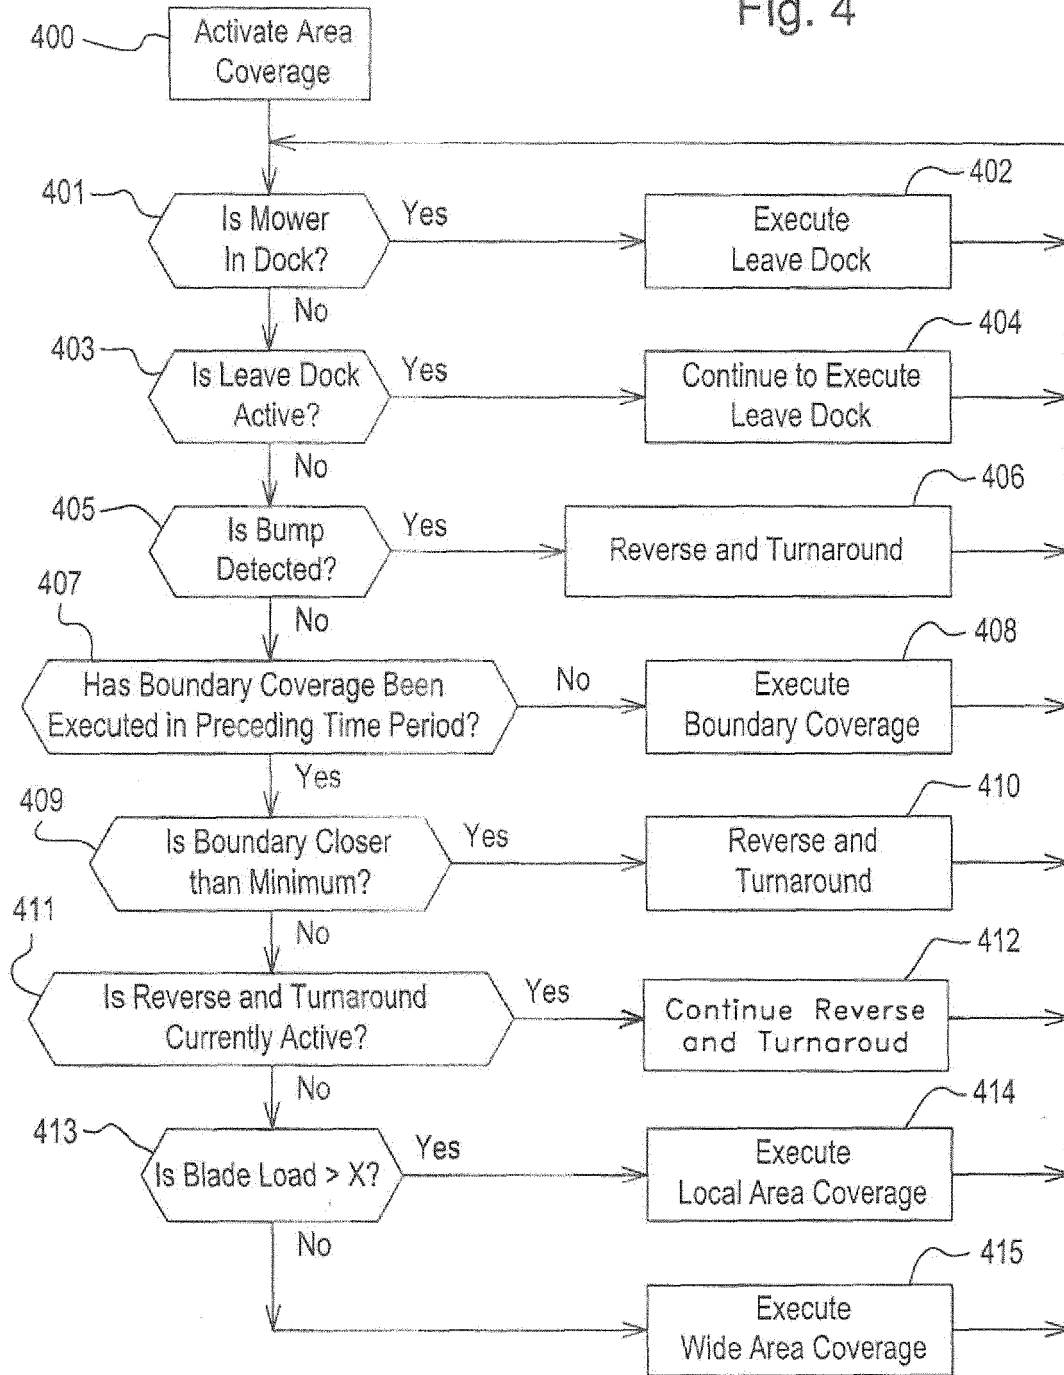 Fig. 4
400
Activate Area
Coverage
401
Is Mower
In Dock?
Yes
402
Execute
Leave Dock
No
403
Is Leave Dock
Active?
Yes
404
Continue to Execute
Leave Dock
No
405
Is Bump
Detected?
Yes
406
Reverse and Turnaround
No
407
Has Boundary Coverage Been
Executed in Preceding Time Period?
No
408
Execute
Boundary Coverage
Yes
409
Is Boundary Closer
than Minimum?
Yes
410
Reverse and
Turnaround
No
411
Is Reverse and Turnaround
Currently Active?
Yes
412
Continue Reverse
and Turnaroud
No
413
Is Blade Load > X?
Yes
414
Execute
Local Area Coverage
No
415
Execute
Wide Area Coverage